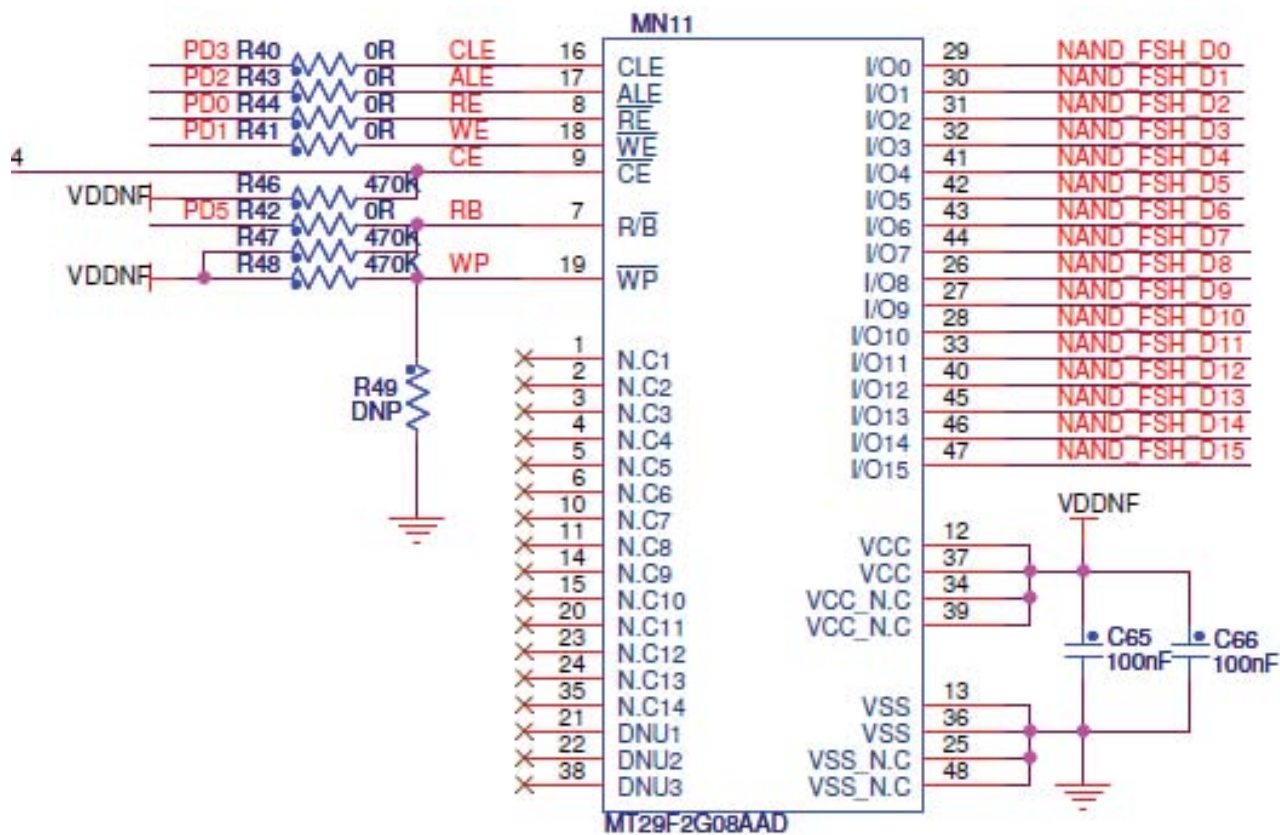 MN11
PD3 R40 0R CLE 16 CLE I/O0 29 NAND_FSH_D0
PD2 R43 0R ALE 17 ALE I/O1 30 NAND_FSH_D1
PD0 R44 0R RE 8 RE I/O2 31 NAND_FSH_D2
PD1 R41 0R WE 18 WE I/O3 32 NAND_FSH_D3
4 CE 9 CE I/O4 41 NAND_FSH_D4
VDDNF R46 470K I/O5 42 NAND_FSH_D5
PD5 R42 0R RB 7 R/B I/O6 43 NAND_FSH_D6
R47 470K I/O7 44 NAND_FSH_D7
VDDNF R48 470K WP 19 WP I/O8 26 NAND_FSH_D8
I/O9 27 NAND_FSH_D9
I/O10 28 NAND_FSH_D10
1 N.C1 I/O11 33 NAND_FSH_D11
2 N.C2 I/O12 40 NAND_FSH_D12
R49 DNP
3 N.C3 I/O13 45 NAND_FSH_D13
4 N.C4 I/O14 46 NAND_FSH_D14
5 N.C5 I/O15 47 NAND_FSH_D15
6 N.C6
10 N.C7 VDDNF
11 N.C8 VCC 12
14 N.C9 VCC 37
15 N.C10 VCC_N.C 34
20 N.C11 VCC_N.C 39
23 N.C12 C65 100nF C66 100nF
24 N.C13
35 N.C14 VSS 13
21 DNU1 VSS 36
22 DNU2 VSS_N.C 25
38 DNU3 VSS_N.C 48
MT29F2G08AAD